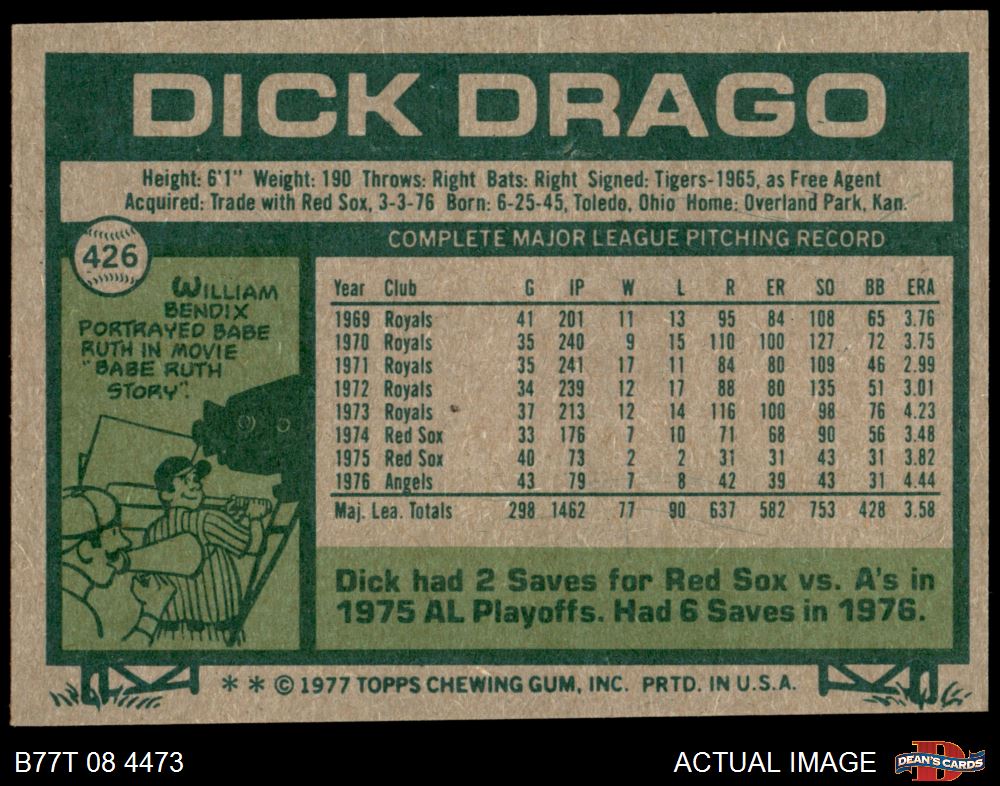 DICK DRAGO
Height: 6'1" Weight: 190 Throws: Right Bats: Right Signed: Tigers-1965, as Free Agent
Acquired: Trade with Red Sox, 3-3-76 Born: 6-25-45, Toledo, Ohio Home: Overland Park, Kan.
426
COMPLETE MAJOR LEAGUE PITCHING RECORD
WILLIAM
BENDIX
PORTRAYED BABE
RUTH IN MOVIE
"BABE RUTH
STORY".
Year Club G IP W L R ER SO BB ERA
1969 Royals 41 201 11 13 95 84 108 65 3.76
1970 Royals 35 240 9 15 110 100 127 72 3.75
1971 Royals 35 241 17 11 84 80 109 46 2.99
1972 Royals 34 239 12 17 88 80 135 51 3.01
1973 Royals 37 213 12 14 116 100 98 76 4.23
1974 Red Sox 33 176 7 10 71 68 90 56 3.48
1975 Red Sox 40 73 2 2 31 31 43 31 3.82
1976 Angels 43 79 7 8 42 39 43 31 4.44
Maj. Lea. Totals 298 1462 77 90 637 582 753 428 3.58
Dick had 2 Saves for Red Sox vs. A's in
1975 AL Playoffs. Had 6 Saves in 1976.
* * © 1977 TOPPS CHEWING GUM, INC. PRTD. IN U.S.A.
B77T 08 4473
ACTUAL IMAGE
D
DEAN'S CARDS